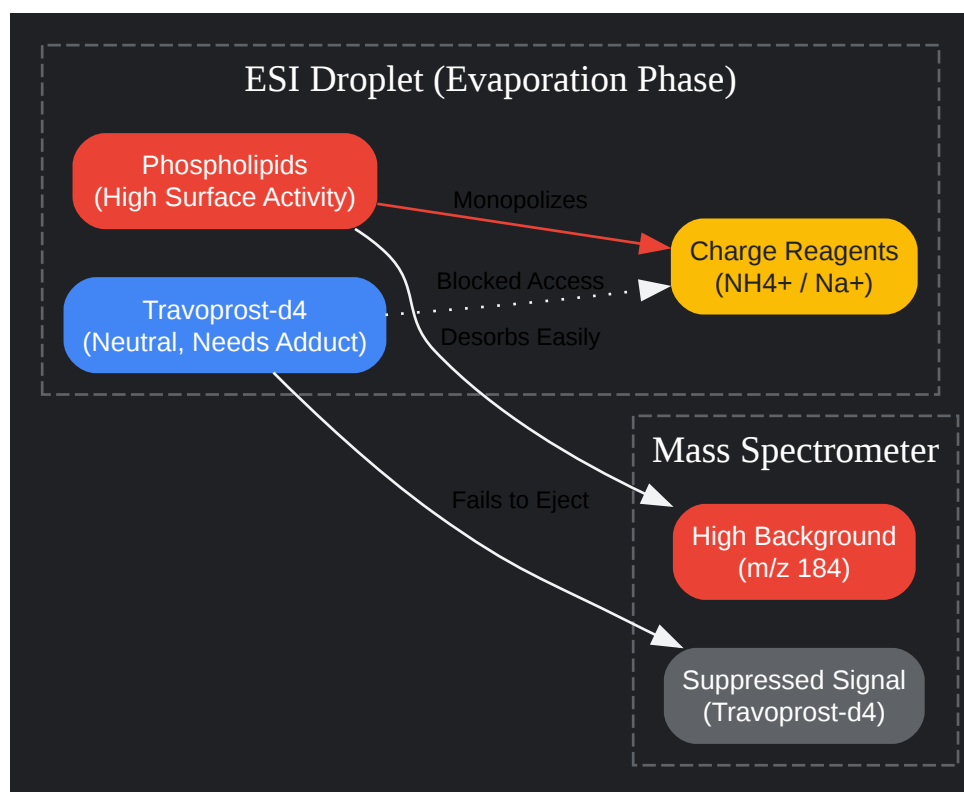 ESI Droplet (Evaporation Phase)
Phospholipids
(High Surface Activity)
Monopolizes
Charge Reagents
(NH4+ / Na+)
Blocked Access
Travoprost-d4
(Neutral, Needs Adduct)
Desorbs Easily
Mass Spectrometer
Fails to Eject
High Background
(m/z 184)
Suppressed Signal
(Travoprost-d4)